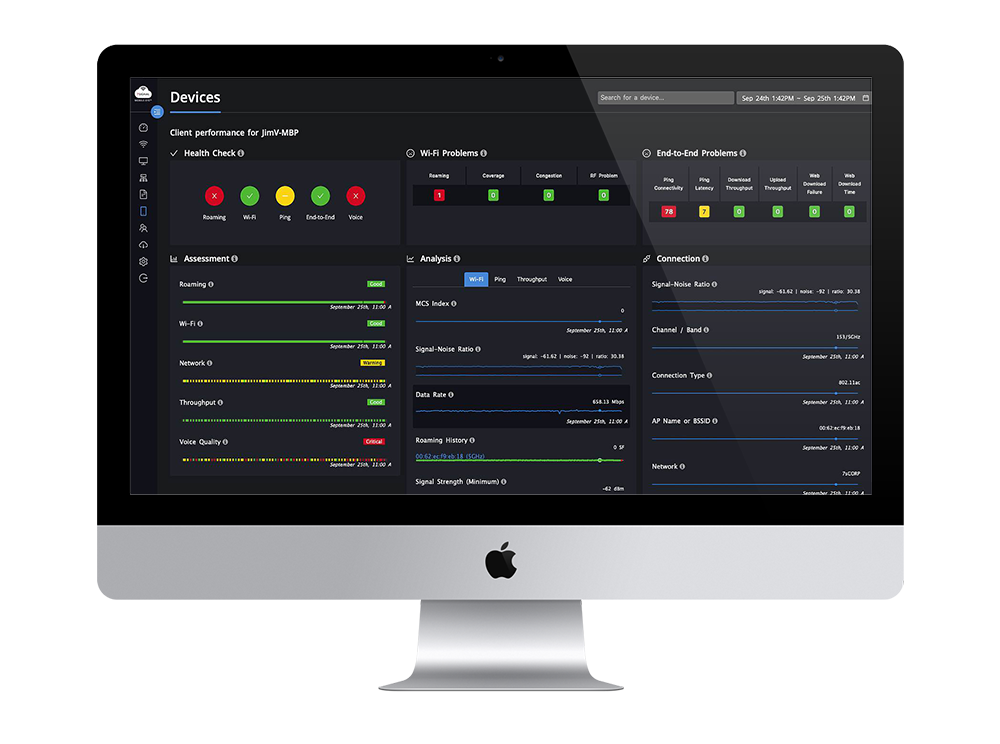 Devices
Search for a device...
Sep 24th 1:42PM ~ Sep 25th 1:42PM
Client performance for JimV-MBP
Health Check
Roaming
Wi-Fi
Ping
End-to-End
Voice
Wi-Fi Problems
Roaming Coverage Congestion RF Problem
1 0 0 0
End-to-End Problems
Ping Connectivity
Ping Latency
Download Throughput
Upload Throughput
Web Download Failure
Web Download Time
78 7 0 0 0 0
Assessment
Roaming
Good
September 25th, 11:00 A
Wi-Fi
Good
September 25th, 11:00 A
Network
Warning
September 25th, 11:00 A
Throughput
Good
September 25th, 11:00 A
Voice Quality
Critical
September 25th, 11:00 A
Analysis
Wi-Fi Ping Throughput Voice
MCS Index
0
September 25th, 11:00 A
Signal-Noise Ratio
signal: -61.62 | noise: -92 | ratio: 30.38
Data Rate
658.13 Mbps
September 25th, 11:00 A
Roaming History
0 SF
00:62:ec:f9:eb:18 (5GHz)
Signal Strength (Minimum)
-62 dBm
Connection
Signal-Noise Ratio
signal: -61.62 | noise: -92 | ratio: 30.38
Channel / Band
153/5GHz
September 25th, 11:00 A
Connection Type
802.11ac
September 25th, 11:00 A
AP Name or BSSID
00:62:ec:f9:eb:18
September 25th, 11:00 A
Network
7sCORP
September 25th, 11:00 A